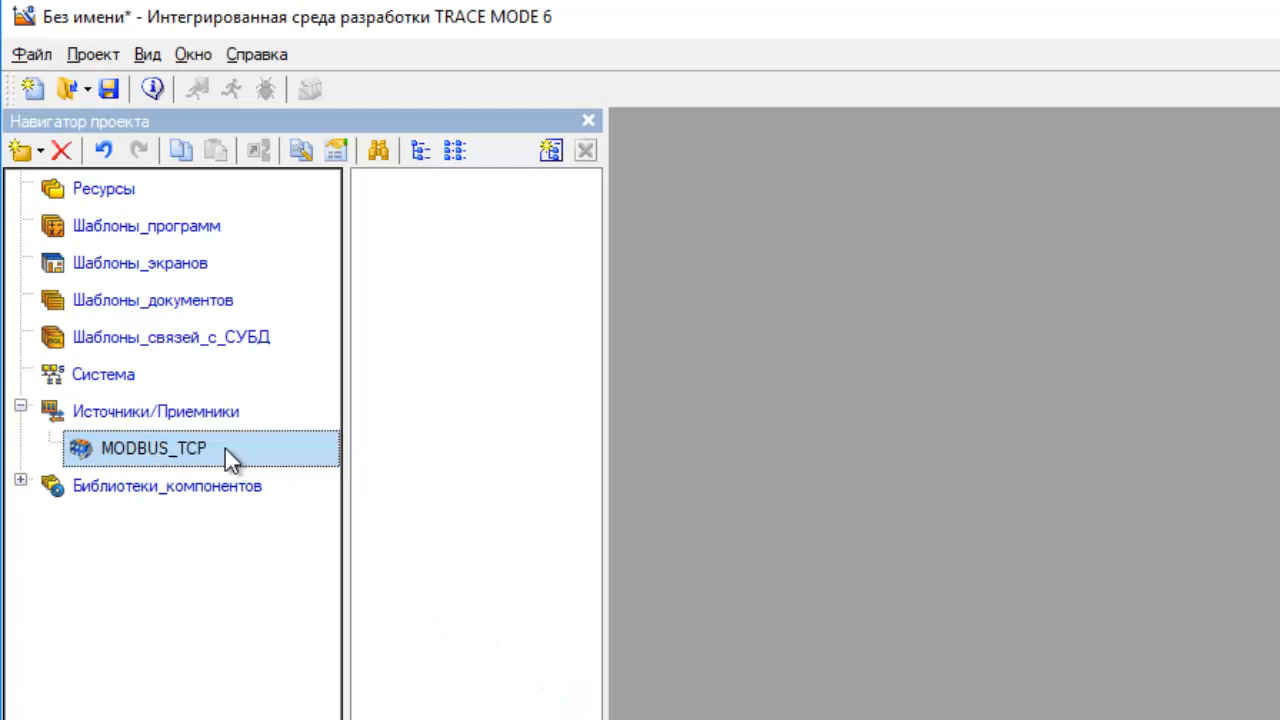 Без имени* - Интегрированная среда разработки TRACE MODE 6
Файл Проект Вид Окно Справка
Навигатор проекта
Ресурсы
Шаблоны_программ
Шаблоны_экранов
Шаблоны_документов
Шаблоны_связей_с_СУБД
Система
Источники/Приемники
MODBUS_TCP
Библиотеки_компонентов